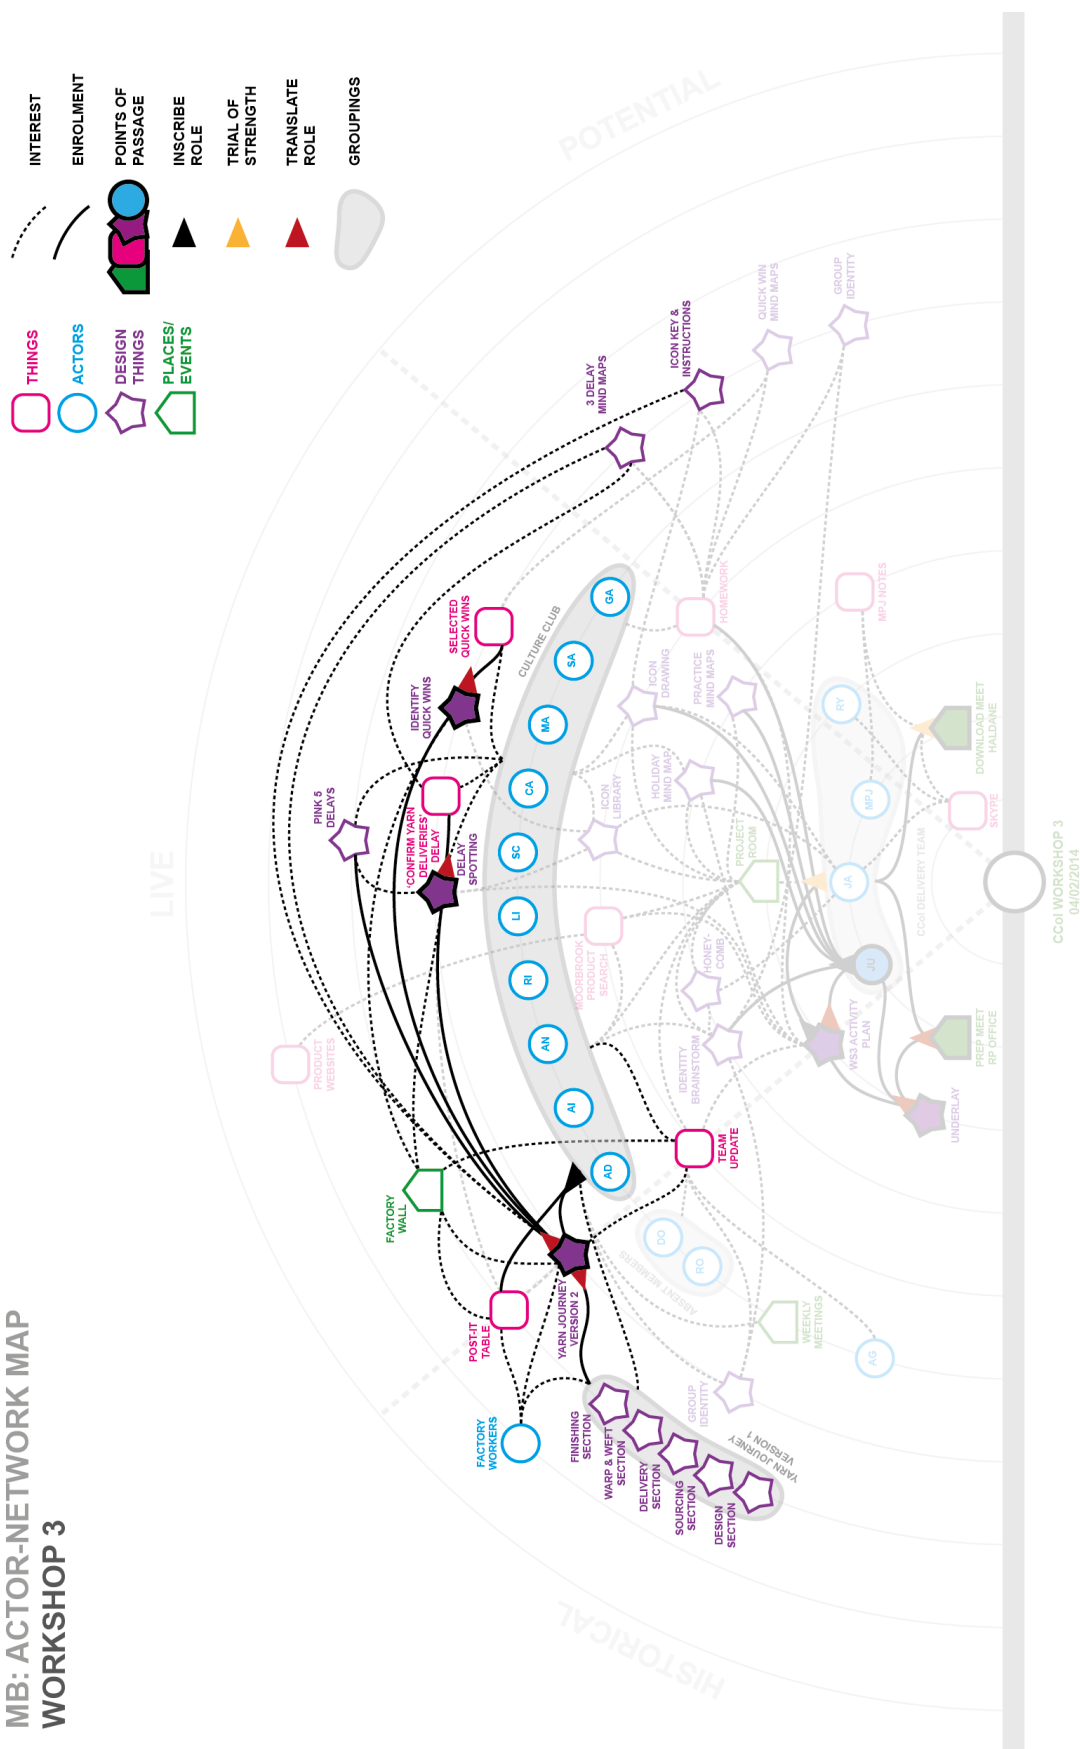 MB: ACTOR-NETWORK MAP
WORKSHOP 3
THINGS
ACTORS
DESIGN
THINGS
PLACES/
EVENTS
INTEREST
ENROLMENT
POINTS OF
PASSAGE
INSCRIBE
ROLE
TRIAL OF
STRENGTH
TRANSLATE
ROLE
GROUPINGS
HISTORICAL
LIVE
POTENTIAL
PRODUCT
WEBSITES
PINK 5
DELAYS
FACTORY
WALL
'CONFIRM YARN
DELIVERIES'
DELAY
DELAY
SPOTTING
IDENTIFY
QUICK WINS
SELECTED
QUICK WINS
3 DELAY
MIND MAPS
ICON KEY &
INSTRUCTIONS
QUICK WIN
MIND MAPS
GROUP
IDENTITY
POST-IT
TABLE
FACTORY
WORKERS
YARN JOURNEY
VERSION 2
CULTURE CLUB
AD
AI
AN
RI
LI
SC
CA
MA
SA
GA
FINISHING
SECTION
WARP & WEFT
SECTION
DELIVERY
SECTION
SOURCING
SECTION
DESIGN
SECTION
YARN JOURNEY
VERSION 1
GROUP
IDENTITY
ABSENT MEMBERS
DO
RO
TEAM
UPDATE
WEEKLY
MEETINGS
AG
MOORBROOK
PRODUCT
SEARCH
ICON
LIBRARY
ICON
DRAWING
HOMEWORK
IDENTITY
BRAINSTORM
HONEY-
COMB
PROJECT
ROOM
HOLIDAY
MIND MAP
PRACTICE
MIND MAPS
MPJ NOTES
WS3 ACTIVITY
PLAN
JU
JA
MPJ
RY
CCoI DELIVERY TEAM
UNDERLAY
PREP MEET
RP OFFICE
SKYPE
DOWNLOAD MEET
HALDANE
CCoI WORKSHOP 3
04/02/2014